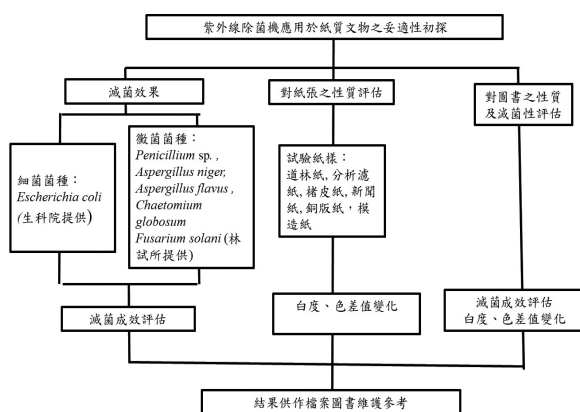 紫外線除菌機應用於紙質文物之妥適性初探
滅菌效果
對紙張之性質評估
對圖書之性質
及滅菌性評估
細菌菌種：
Escherichia coli
(生科院提供)
黴菌菌種：
Penicillium sp. ,
Aspergillus niger,
Aspergillus flavus ,
Chaetomium
globosum
Fusarium solani (林
試所提供)
試驗紙樣：
道林紙, 分析濾
紙, 楮皮紙, 新聞
紙, 銅版紙，模
造紙
滅菌成效評估
白度、色差值變化
滅菌成效評估
白度、色差值變化
結果供作檔案圖書維護參考